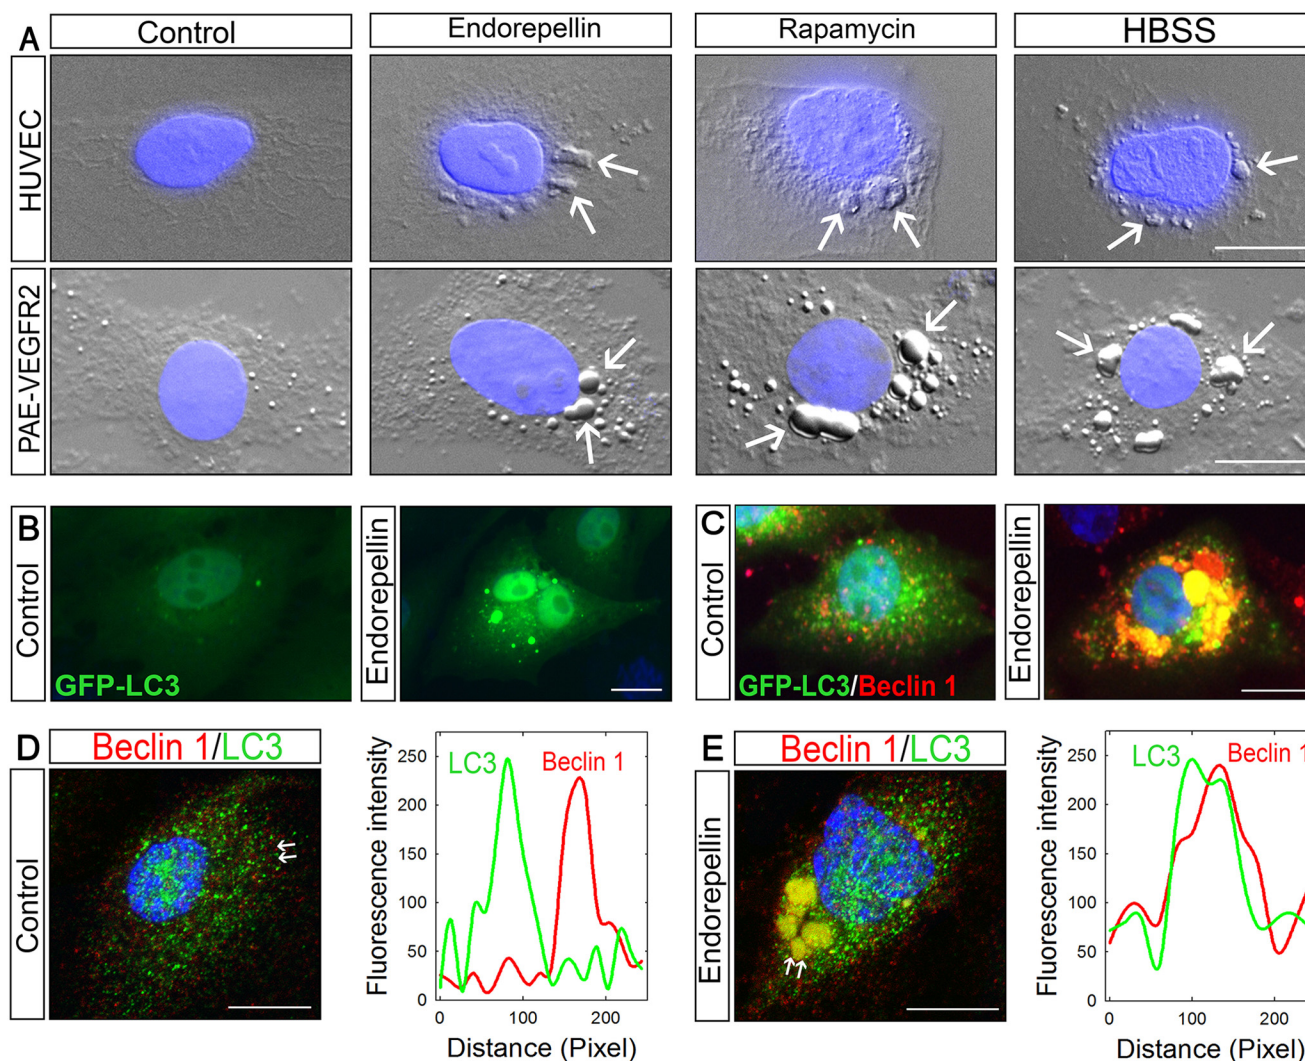 A
Control
Endorepellin
Rapamycin
HBSS
HUVEC
PAE-VEGFR2
B
Control
GFP-LC3
Endorepellin
C
Control
GFP-LC3/Beclin 1
Endorepellin
D
Beclin 1/LC3
Control
Fluorescence intensity
250
200
150
100
50
0
LC3
Beclin 1
0
100
200
Distance (Pixel)
E
Beclin 1/LC3
Endorepellin
Fluorescence intensity
250
200
150
100
50
0
LC3
Beclin 1
0
100
200
Distance (Pixel)